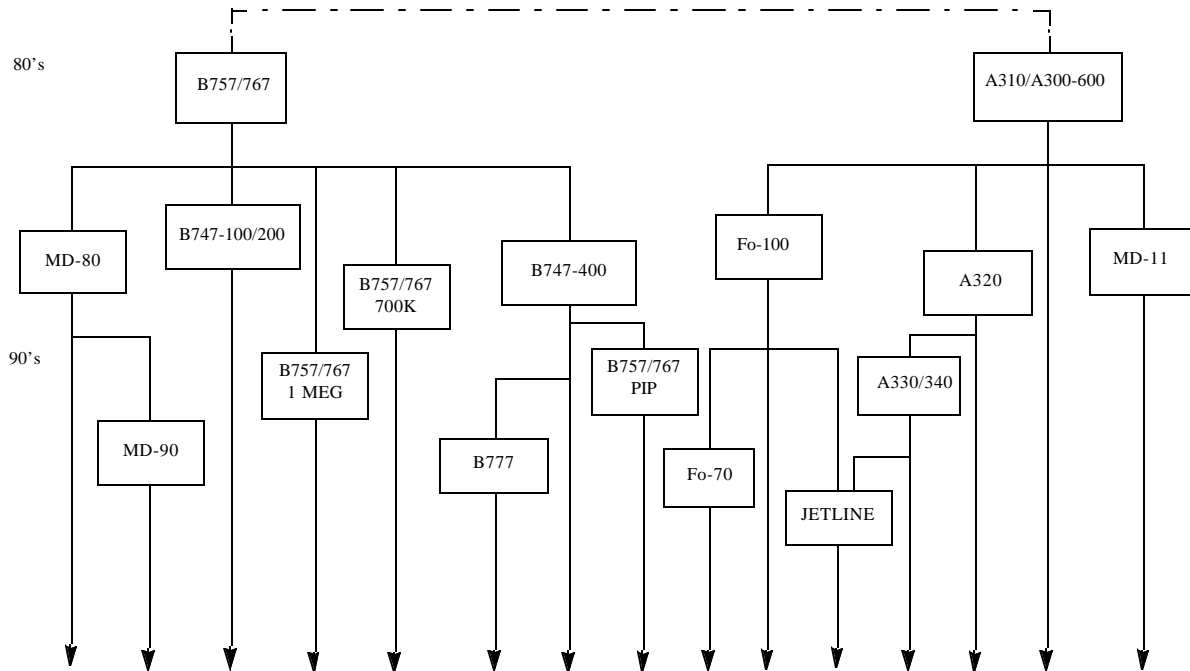 80's
B757/767
A310/A300-600
MD-80
B747-100/200
B757/767
700K
B747-400
Fo-100
A320
MD-11
90's
B757/767
1 MEG
B757/767
PIP
A330/340
MD-90
B777
Fo-70
JETLINE